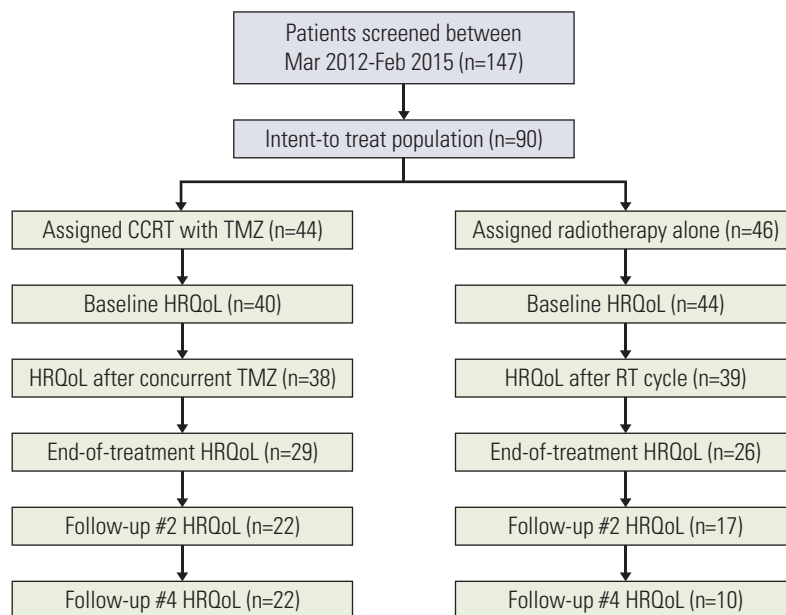 Patients screened between
Mar 2012-Feb 2015 (n=147)
Intent-to treat population (n=90)
Assigned CCRT with TMZ (n=44)
Assigned radiotherapy alone (n=46)
Baseline HRQoL (n=40)
Baseline HRQoL (n=44)
HRQoL after concurrent TMZ (n=38)
HRQoL after RT cycle (n=39)
End-of-treatment HRQoL (n=29)
End-of-treatment HRQoL (n=26)
Follow-up #2 HRQoL (n=22)
Follow-up #2 HRQoL (n=17)
Follow-up #4 HRQoL (n=22)
Follow-up #4 HRQoL (n=10)